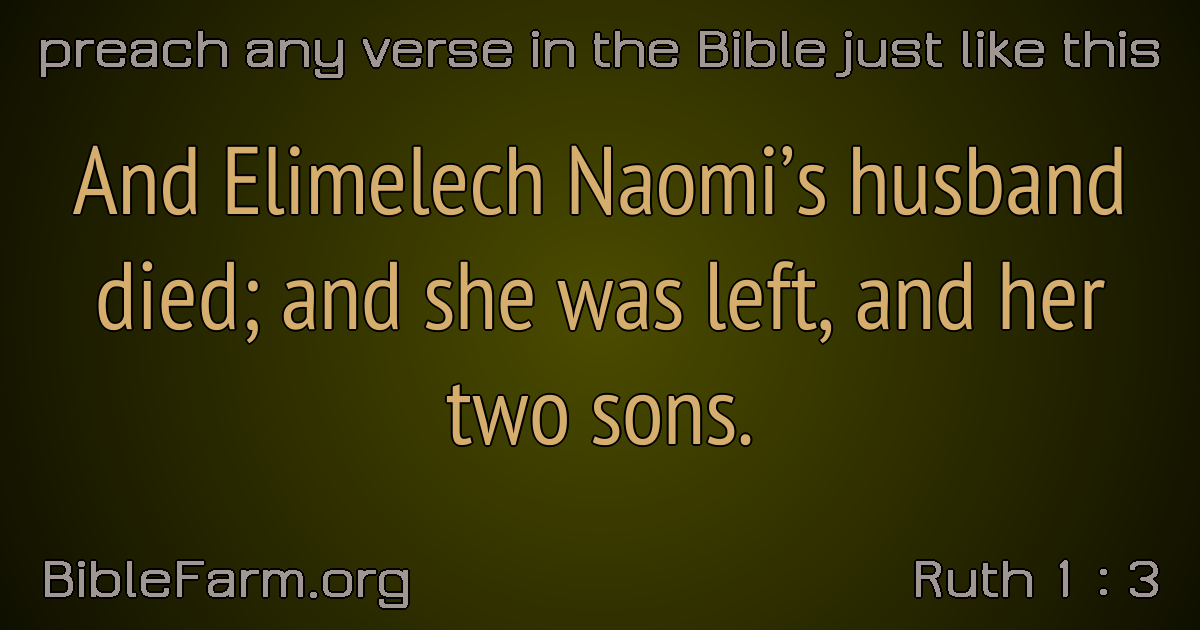 preach any verse in the Bible just like this
And Elimelech Naomi’s husband
died; and she was left, and her
two sons.
BibleFarm.org
Ruth 1 : 3